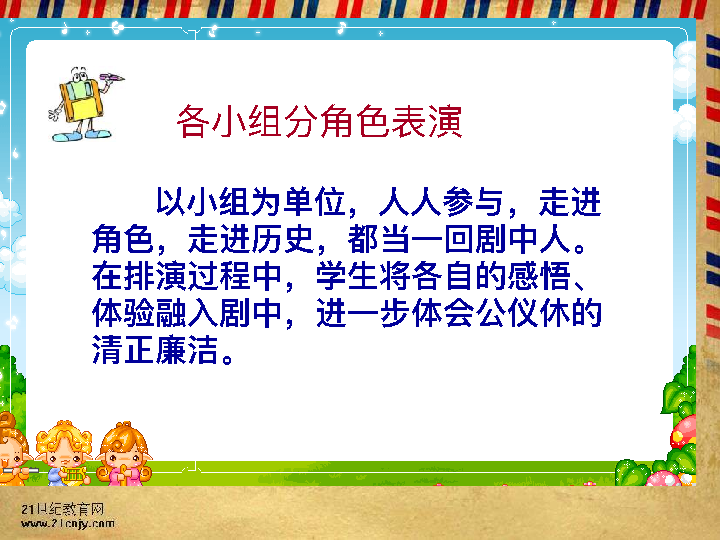 各小组分角色表演
以小组为单位，人人参与，走进
角色，走进历史，都当一回剧中人。
在排演过程中，学生将各自的感悟、
体验融入剧中，进一步体会公仪休的
清正廉洁。
21世纪教育网
www.21cnjy.com